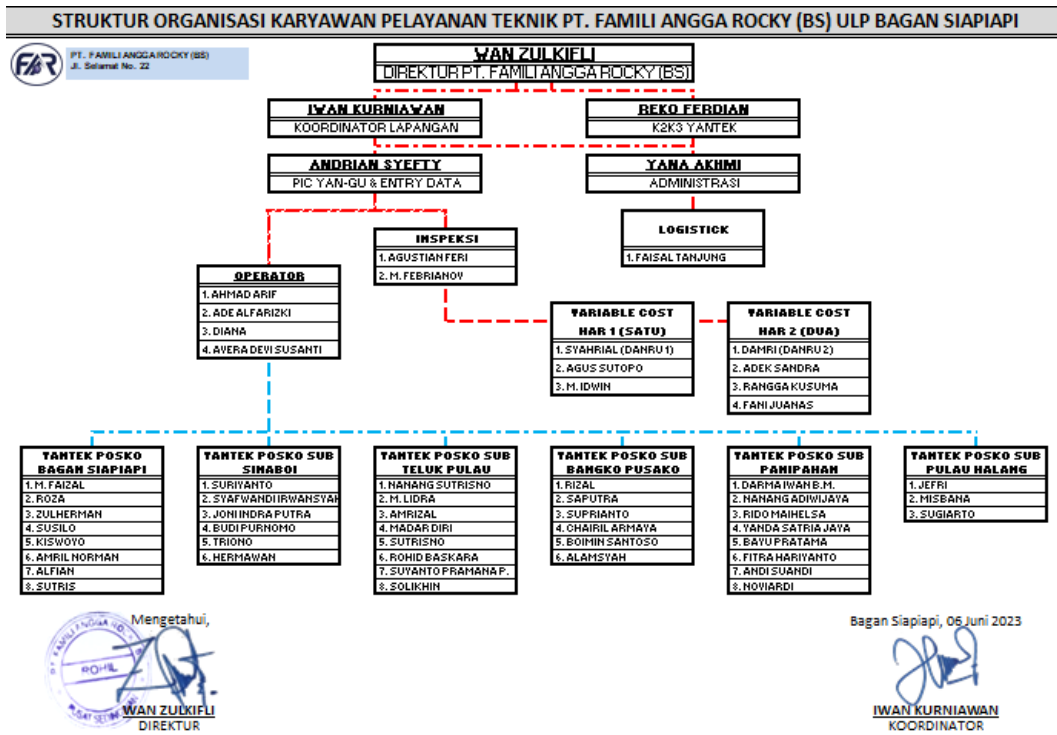 STRUKTUR ORGANISASI KARYAWAN PELAYANAN TEKNIK PT. FAMILI ANGGA ROCKY (BS) ULP BAGAN SIAPIAPI
FAR
PT. FAMILI ANGGA ROCKY (BS)
Jl. Selamat No. 22
WAN ZULKIFLI
DIREKTUR PT. FAMILI ANGGA ROCKY (BS)
IWAN KURNIAWAN
KOORDINATOR LAPANGAN
REKO FERDIAN
K2K3 YANTEK
ANDRIAN SYEFTY
PIC YAN-GU & ENTRY DATA
YANA AKHMI
ADMINISTRASI
LOGISTICK
1. FAISAL TANJUNG
INSPEKSI
1. AGUSTIAN FERI
2. M. FEBRIANOV
OPERATOR
1. AHMAD ARIF
2. ADE ALFARIZKI
3. DIANA
4. AVERA DEVI SUSANTI
VARIABLE COST
HAR 1 (SATU)
1. SYAHRIAL (DANRU 1)
2. AGUS SUTOPO
3. M. IDWIN
VARIABLE COST
HAR 2 (DUA)
1. DAMRI (DANRU 2)
2. ADEK SANDRA
3. RANGGA KUSUMA
4. FANI JUANAS
YANTEK POSKO
BAGAN SIAPIAPI
1. M. FAIZAL
2. ROZA
3. ZULHERMAN
4. SUSILO
5. KISWOYO
6. AMRIL NORMAN
7. ALFIAN
8. SUTRIS
YANTEK POSKO SUB
SINABOI
1. SURIYANTO
2. SYAFWANDI IRWANSYAH
3. JONI INDRA PUTRA
4. BUDI PURNOMO
5. TRIONO
6. HERMAWAN
YANTEK POSKO SUB
TELUK PULAU
1. NANANG SUTRISNO
2. M. LIDRA
3. AMRIZAL
4. MADAR DIRI
5. SUTRISNO
6. ROHID BASKARA
7. SUYANTO PRAMANA P.
8. SOLIKHIN
YANTEK POSKO SUB
BANGKO PUSAKO
1. RIZAL
2. SAPUTRA
3. SUPRIANTO
4. CHAIRIL ARMAYA
5. BOIMIN SANTOSO
6. ALAMSYAH
YANTEK POSKO SUB
PANIPAHAN
1. DARMA IWAN B.M.
2. NANANG ADIWIJAYA
3. RIDO MAIHELSA
4. YANDA SATRIA JAYA
5. BAYU PRATAMA
6. FITRA HARIYANTO
7. ANDI SUANDI
8. NOVIARDI
YANTEK POSKO SUB
PULAU HALANG
1. JEFRI
2. MISBANA
3. SUGIARTO
Mengetahui,
PT. FAMILI ANGGA ROCKY
ROHIL
WAN ZULKIFLI
DIREKTUR
Bagan Siapiapi, 06 Juni 2023
IWAN KURNIAWAN
KOORDINATOR